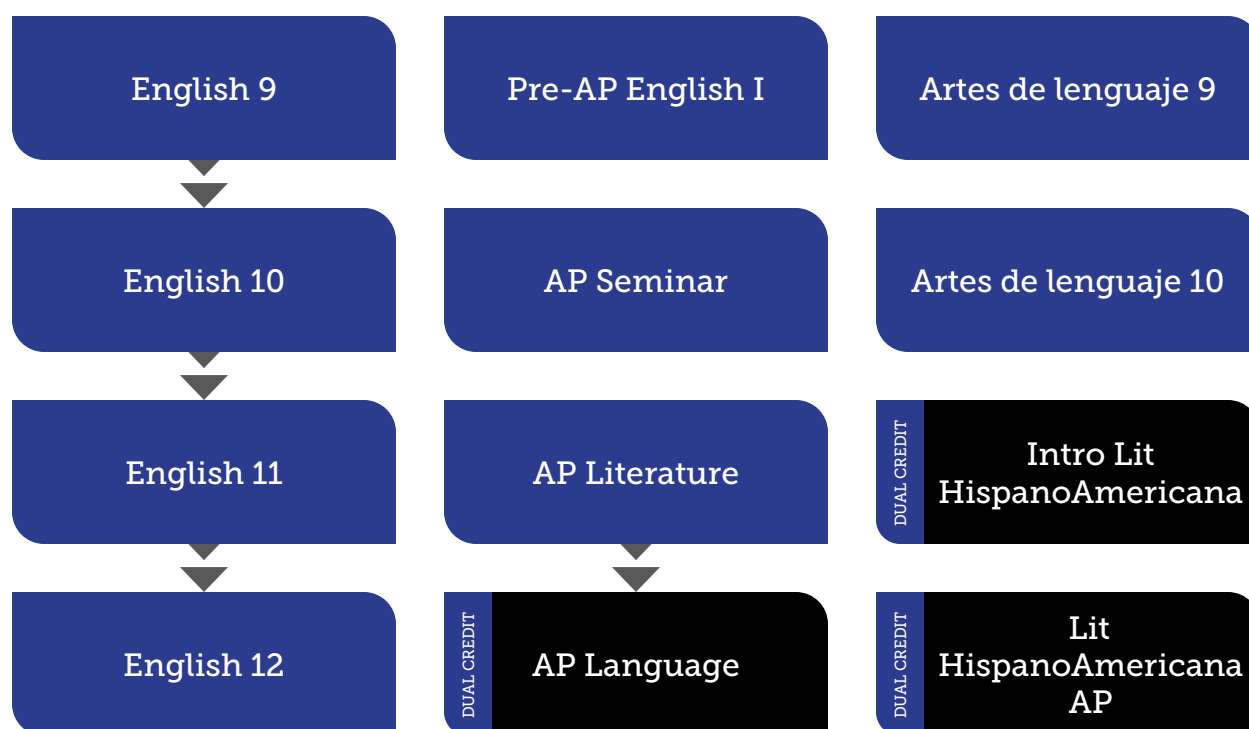 English 9
Pre-AP English I
Artes de lenguaje 9
English 10
AP Seminar
Artes de lenguaje 10
English 11
AP Literature
DUAL CREDIT
Intro Lit
HispanoAmericana
English 12
DUAL CREDIT
AP Language
DUAL CREDIT
Lit
HispanoAmericana
AP